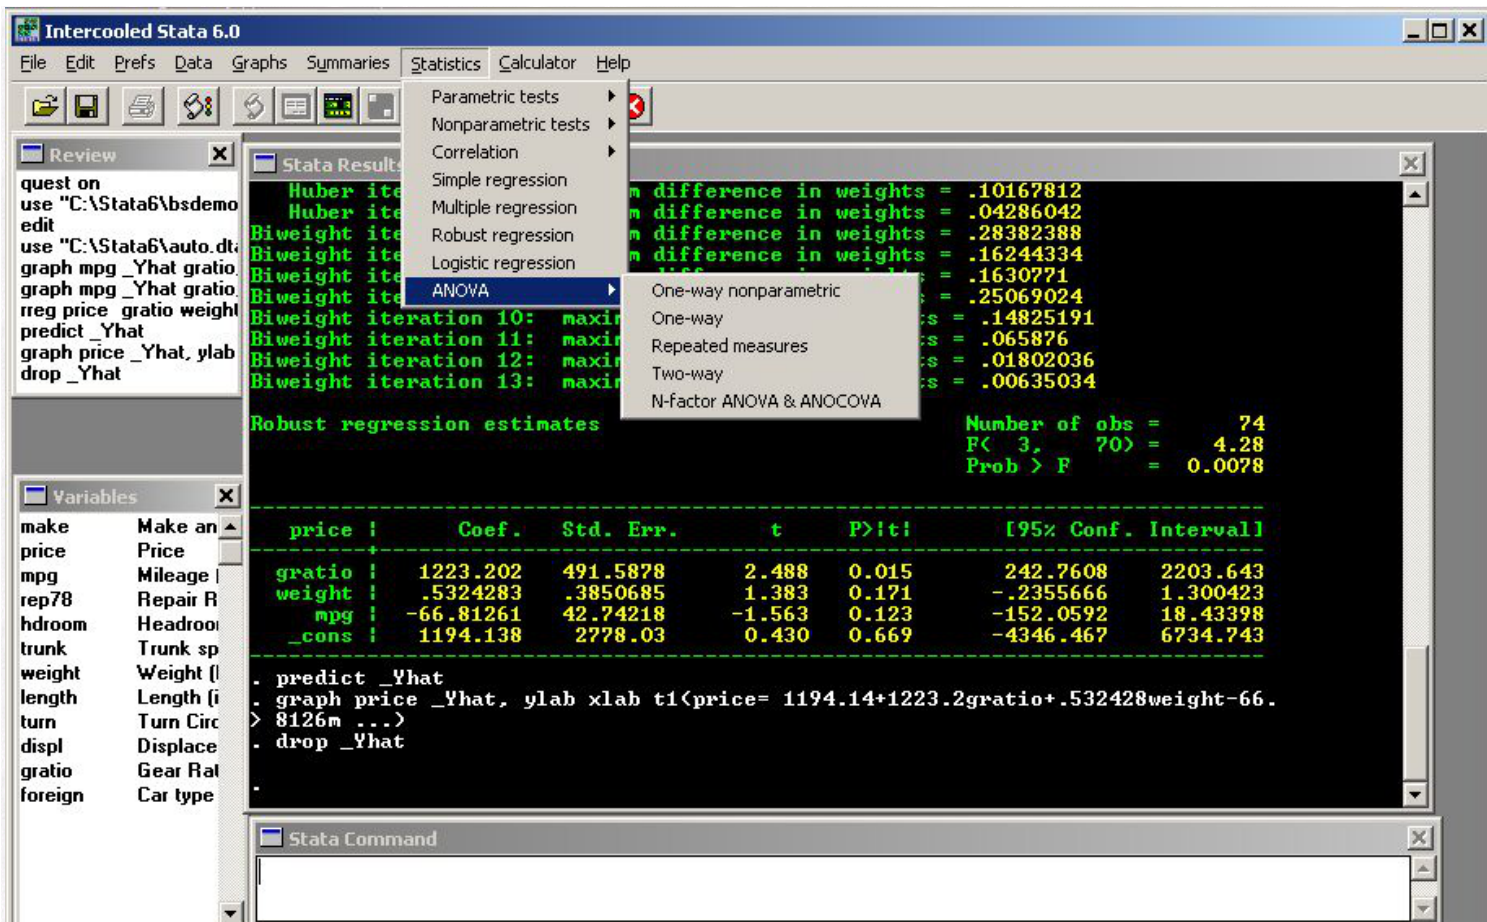 Intercooled Stata 6.0
File Edit Prefs Data Graphs Summaries Statistics Calculator Help
Parametric tests
Nonparametric tests
Correlation
Simple regression
Multiple regression
Robust regression
Logistic regression
ANOVA
One-way nonparametric
One-way
Repeated measures
Two-way
N-factor ANOVA & ANOCOVA
Review
quest on
use "C:\Stata6\bsdemo
edit
use "C:\Stata6\auto.dta
graph mpg _Yhat gratio,
graph mpg _Yhat gratio,
rreg price gratio weight
predict _Yhat
graph price _Yhat, ylab
drop _Yhat
Variables
make Make an
price Price
mpg Mileage
rep78 Repair R
hdroom Headroo
trunk Trunk sp
weight Weight (
length Length (i
turn Turn Circ
displ Displace
gratio Gear Rat
foreign Car type
Stata Results
Huber ite m difference in weights = .10167812
Huber ite m difference in weights = .04286042
Biweight ite m difference in weights = .28382388
Biweight ite m difference in weights = .16244334
Biweight ite = .1630771
Biweight ite = .25069024
Biweight iteration 10: maxim s = .14825191
Biweight iteration 11: maxim s = .065876
Biweight iteration 12: maxim s = .01802036
Biweight iteration 13: maxim s = .00635034
Robust regression estimates Number of obs = 74
F( 3, 70) = 4.28
Prob > F = 0.0078
price | Coef. Std. Err. t P>|t| [95% Conf. Interval]
gratio | 1223.202 491.5878 2.488 0.015 242.7608 2203.643
weight | .5324283 .3850685 1.383 0.171 -.2355666 1.300423
mpg | -66.81261 42.74218 -1.563 0.123 -152.0592 18.43398
_cons | 1194.138 2778.03 0.430 0.669 -4346.467 6734.743
. predict _Yhat
. graph price _Yhat, ylab xlab t1(price= 1194.14+1223.2gratio+.532428weight-66.
> 8126m ...)
. drop _Yhat
.
Stata Command